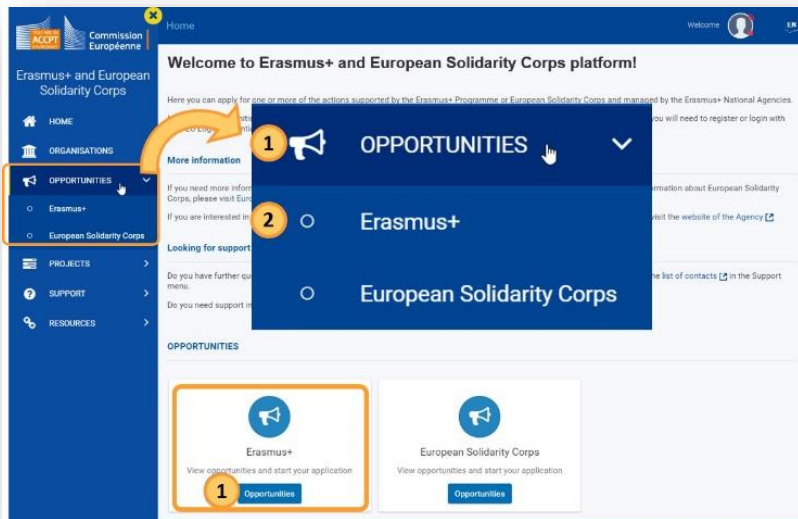 YOU ARE IN
ACCPT
ENVIRONMENT
Commission
Européenne
Erasmus+ and European
Solidarity Corps
HOME
ORGANISATIONS
OPPORTUNITIES
Erasmus+
European Solidarity Corps
PROJECTS
SUPPORT
RESOURCES
Home
Welcome
EN
Welcome to Erasmus+ and European Solidarity Corps platform!
Here you can apply for one or more of the actions supported by the Erasmus+ Programme or European Solidarity Corps and managed by the Erasmus+ National Agencies.
you will need to register or login with
More information
If you need more inform
rmation about European Solidarity
Corps, please visit Euro
If you are interested in
visit the website of the Agency
Looking for support
Do you have further qu
he list of contacts in the Support
menu.
Do you need support in
1
OPPORTUNITIES
2
Erasmus+
European Solidarity Corps
OPPORTUNITIES
Erasmus+
View opportunities and start your application
1
Opportunities
European Solidarity Corps
View opportunities and start your application
Opportunities